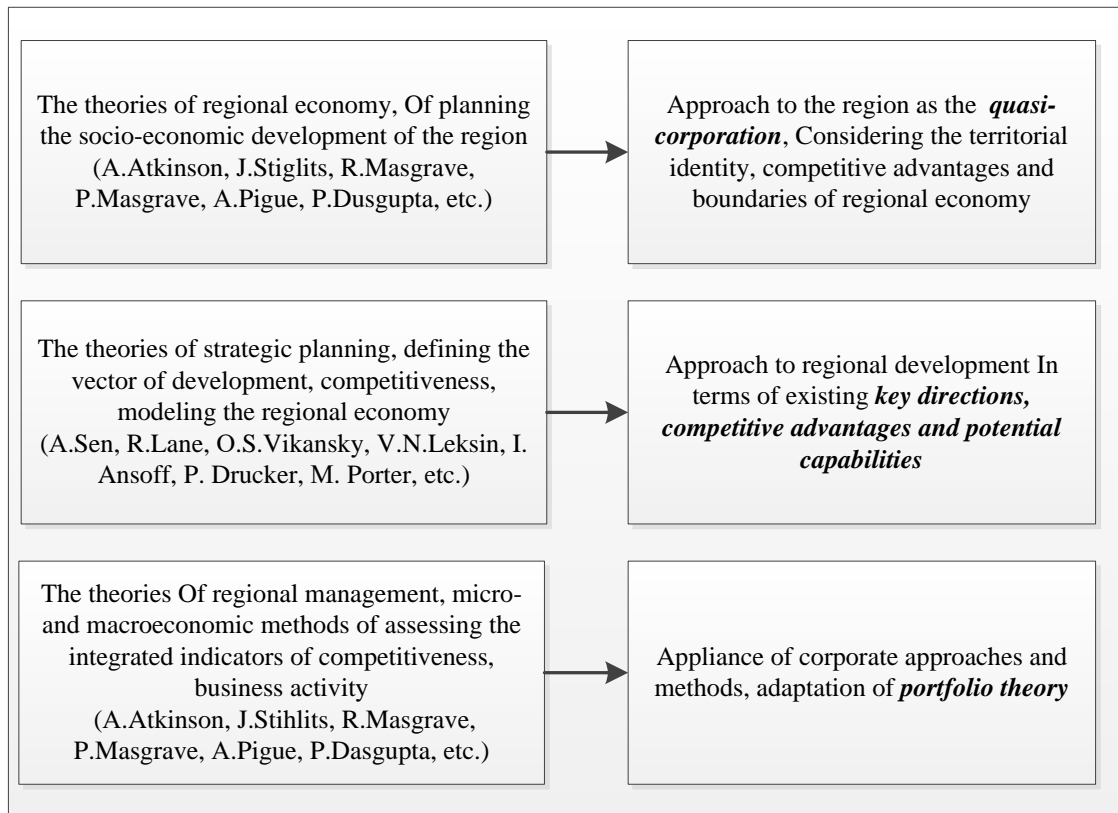 The theories of regional economy, Of planning
the socio-economic development of the region
(A.Atkinson, J.Stiglits, R.Masgrave,
P.Masgrave, A.Pigue, P.Dusgupta, etc.)
Approach to the region as the quasi-
corporation, Considering the territorial
identity, competitive advantages and
boundaries of regional economy
The theories of strategic planning, defining the
vector of development, competitiveness,
modeling the regional economy
(A.Sen, R.Lane, O.S.Vikansky, V.N.Leksin, I.
Ansoff, P. Drucker, M. Porter, etc.)
Approach to regional development In
terms of existing key directions,
competitive advantages and potential
capabilities
The theories Of regional management, micro-
and macroeconomic methods of assessing the
integrated indicators of competitiveness,
business activity
(A.Atkinson, J.Stihlits, R.Masgrave,
P.Masgrave, A.Pigue, P.Dasgupta, etc.)
Appliance of corporate approaches and
methods, adaptation of portfolio theory